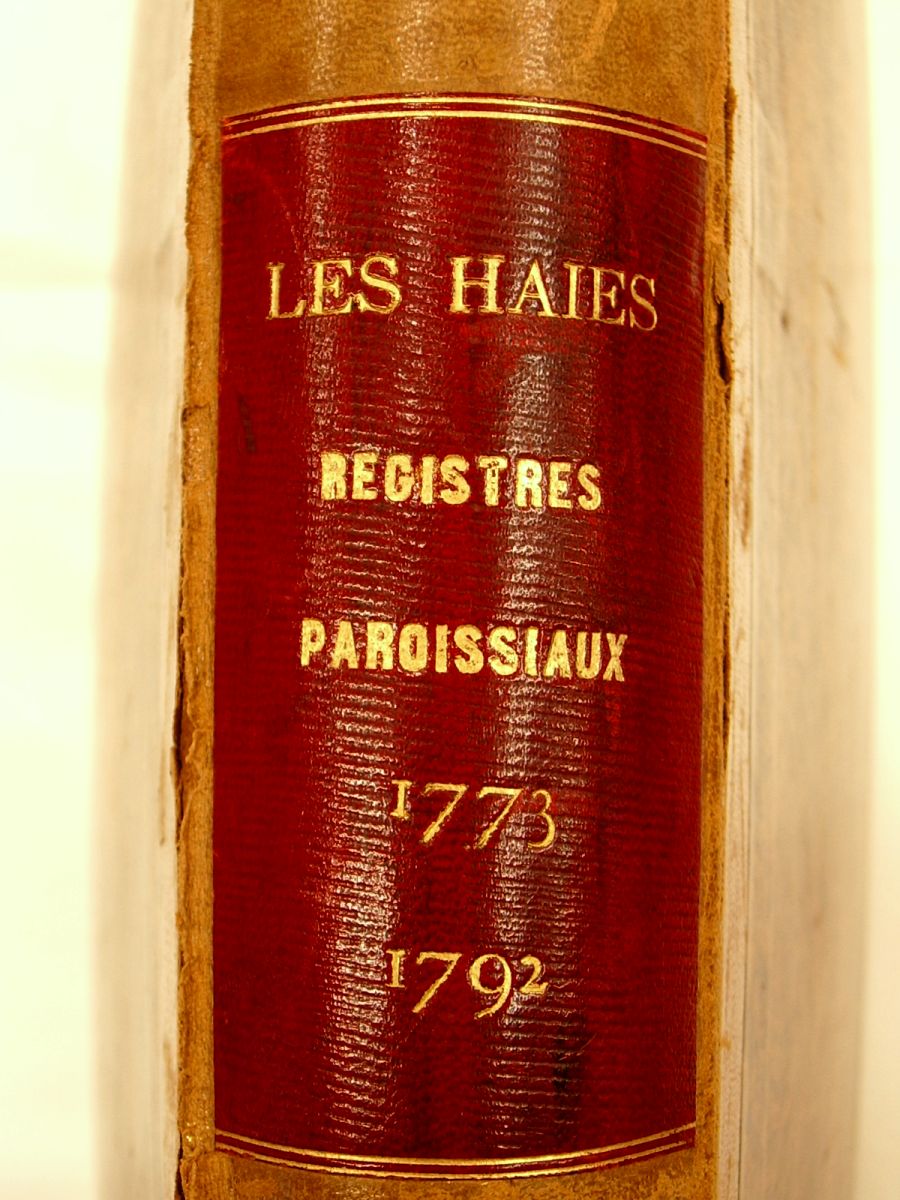 LES HAIES
REGISTRES
PAROISSIAUX
1773
1792